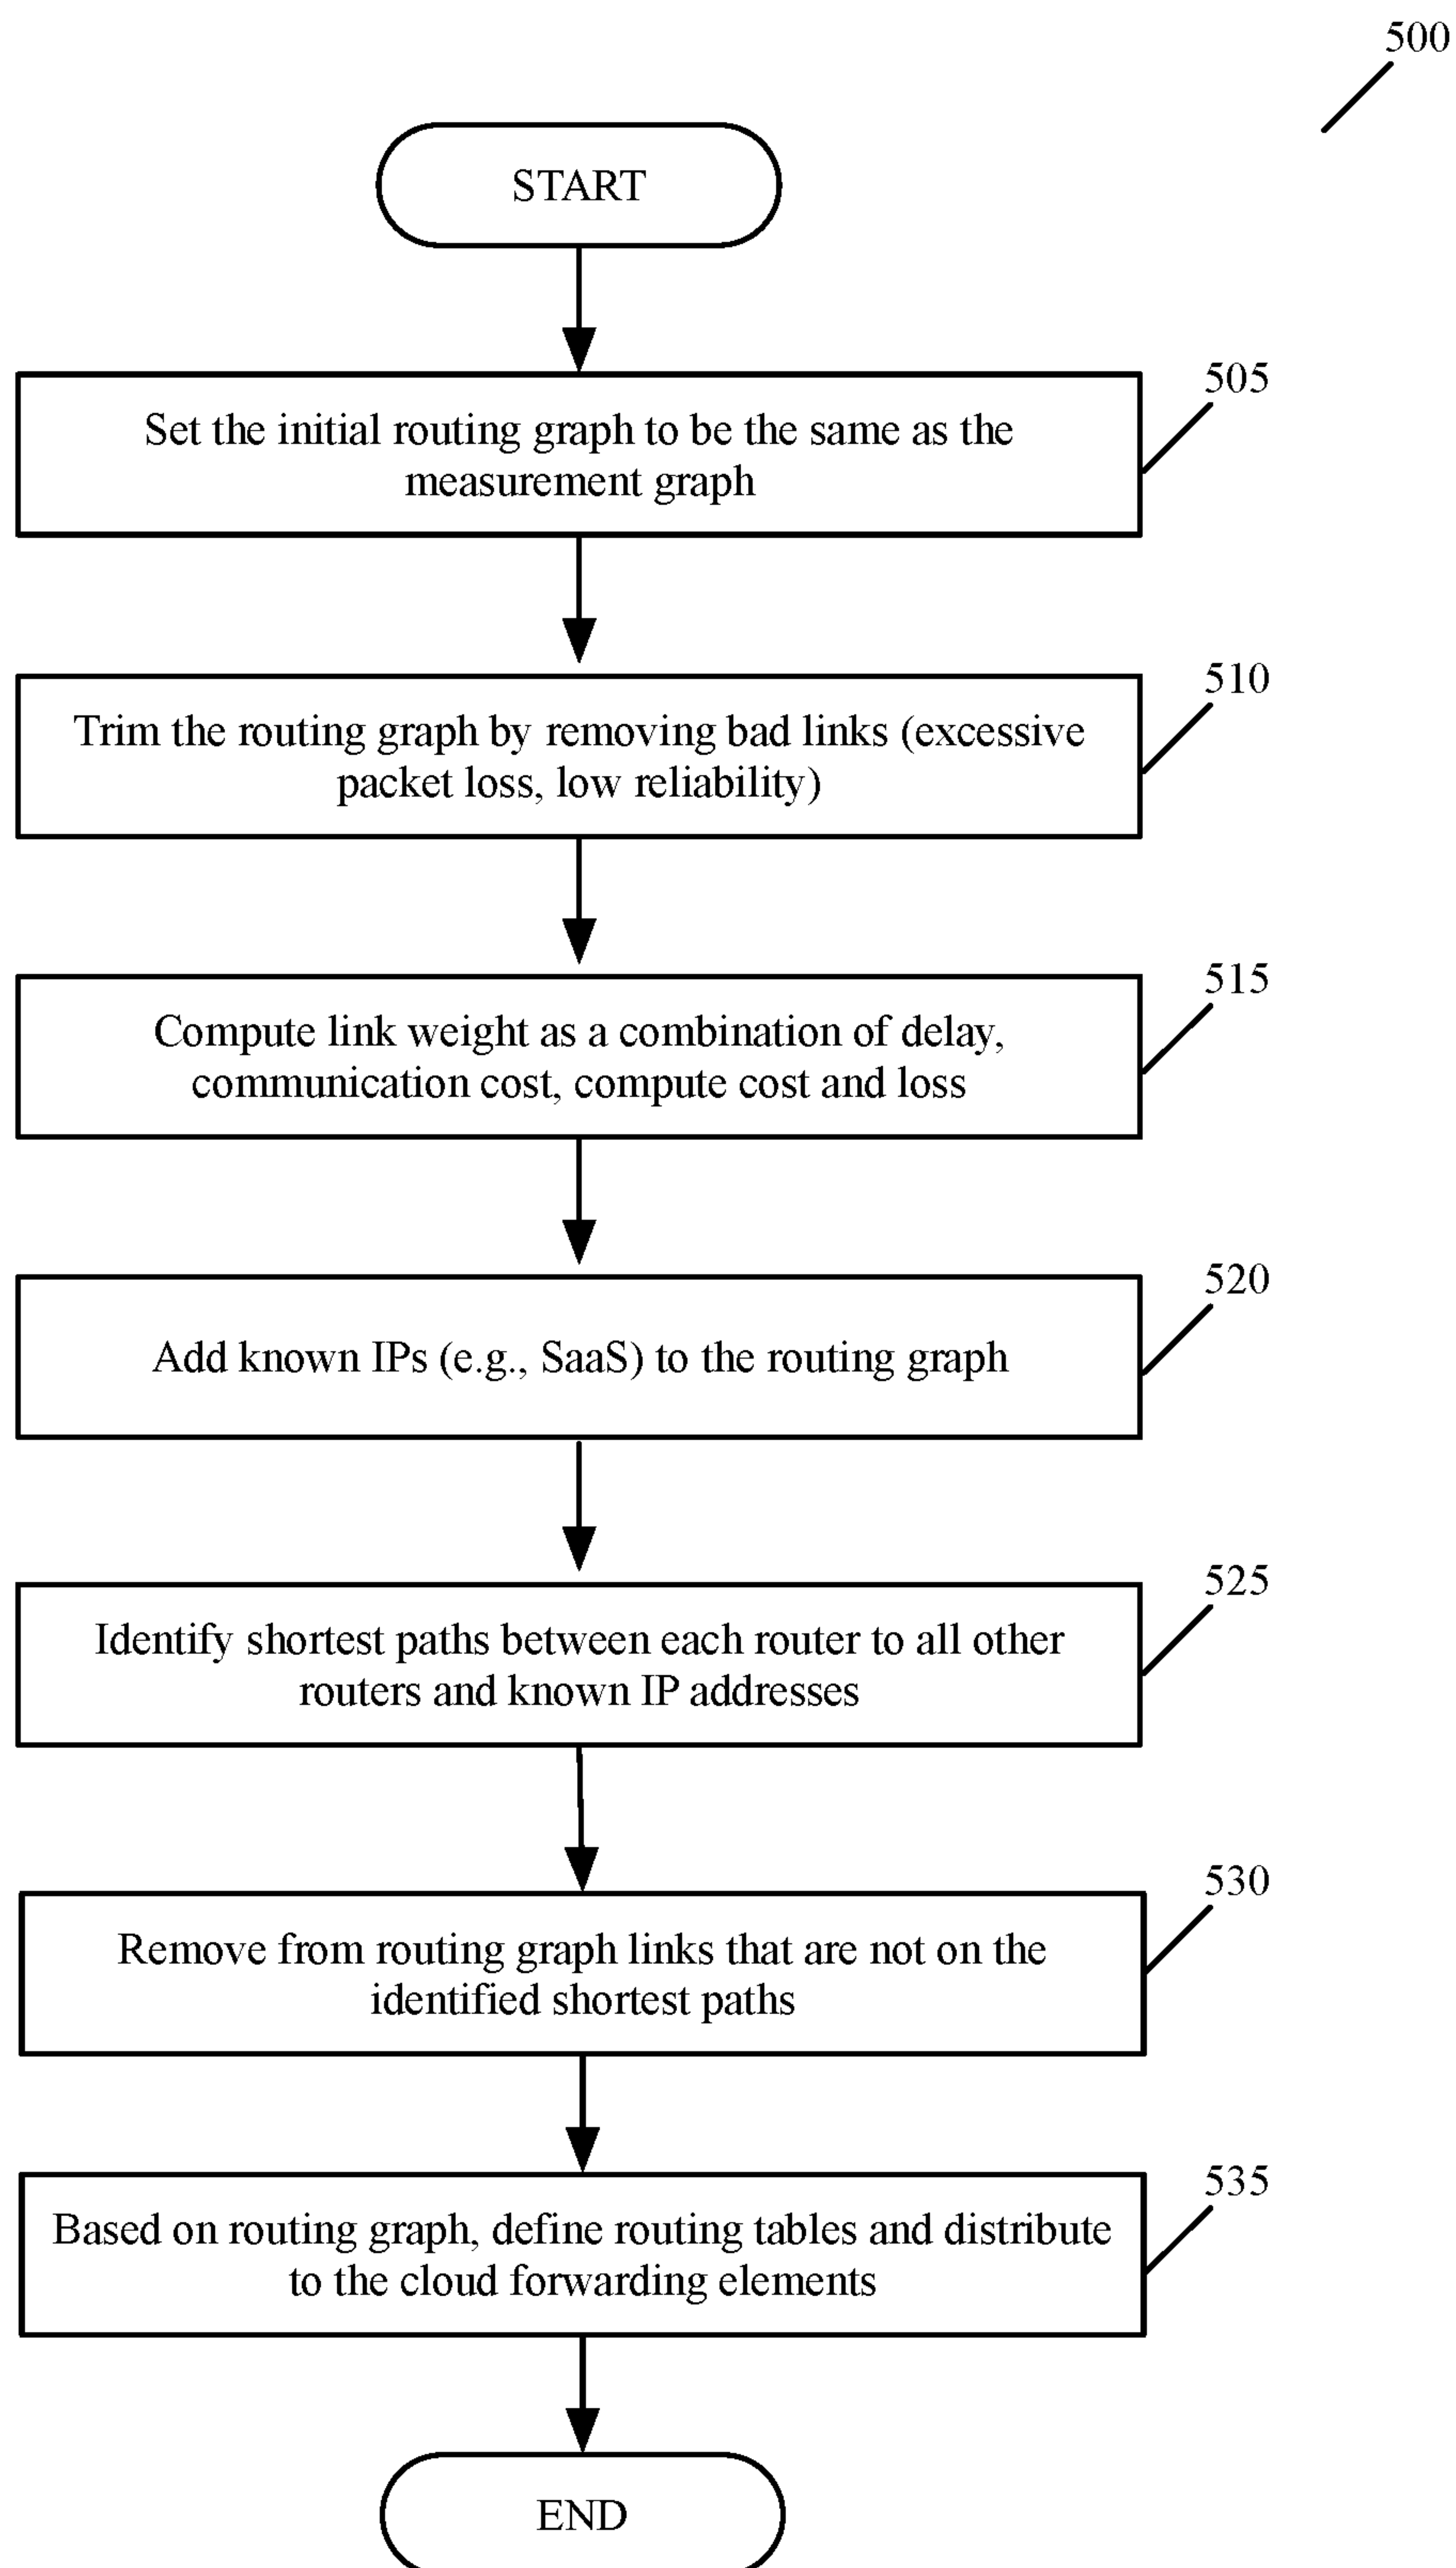 500
START
505
Set the initial routing graph to be the same as the
measurement graph
510
Trim the routing graph by removing bad links (excessive
packet loss, low reliability)
515
Compute link weight as a combination of delay,
communication cost, compute cost and loss
520
Add known IPs (e.g., SaaS) to the routing graph
525
Identify shortest paths between each router to all other
routers and known IP addresses
530
Remove from routing graph links that are not on the
identified shortest paths
535
Based on routing graph, define routing tables and distribute
to the cloud forwarding elements
END